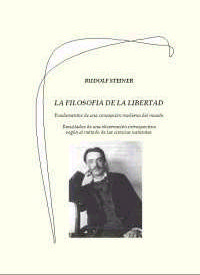 RUDOLF STEINER
LA FILOSOFIA DE LA LIBERTAD
Fundamentos de una concepción moderna del mundo
Resultados de una observación introspectiva
según el método de las ciencias naturales